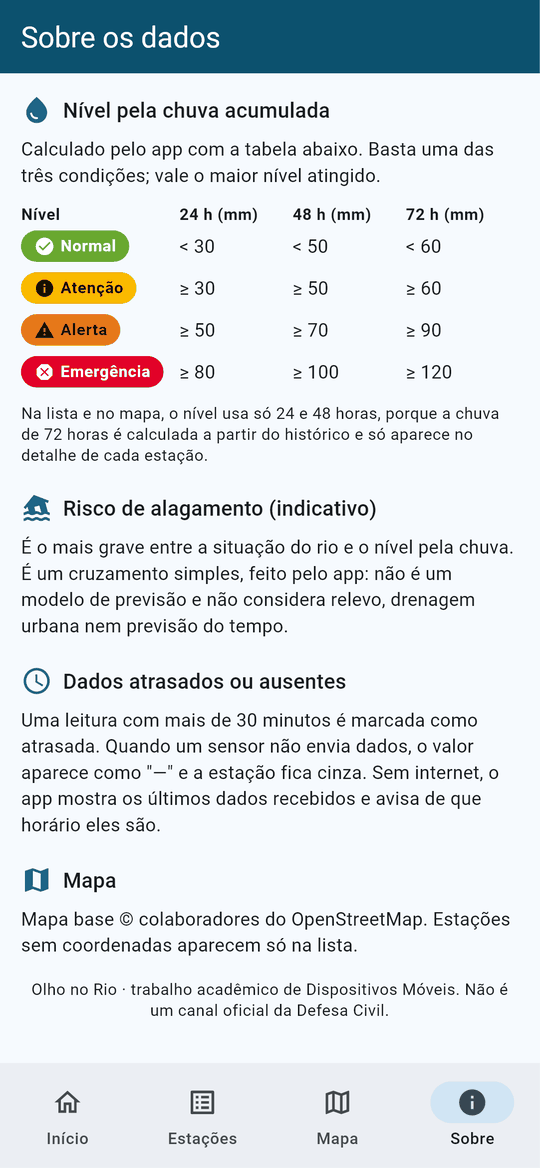 Sobre os dados
Nível pela chuva acumulada
Calculado pelo app com a tabela abaixo. Basta uma das
três condições; vale o maior nível atingido.
Nível 24 h (mm) 48 h (mm) 72 h (mm)
Normal < 30 < 50 < 60
Atenção ≥ 30 ≥ 50 ≥ 60
Alerta ≥ 50 ≥ 70 ≥ 90
Emergência ≥ 80 ≥ 100 ≥ 120
Na lista e no mapa, o nível usa só 24 e 48 horas, porque a chuva
de 72 horas é calculada a partir do histórico e só aparece no
detalhe de cada estação.
Risco de alagamento (indicativo)
É o mais grave entre a situação do rio e o nível pela chuva.
É um cruzamento simples, feito pelo app: não é um
modelo de previsão e não considera relevo, drenagem
urbana nem previsão do tempo.
Dados atrasados ou ausentes
Uma leitura com mais de 30 minutos é marcada como
atrasada. Quando um sensor não envia dados, o valor
aparece como "—" e a estação fica cinza. Sem internet, o
app mostra os últimos dados recebidos e avisa de que
horário eles são.
Mapa
Mapa base © colaboradores do OpenStreetMap. Estações
sem coordenadas aparecem só na lista.
Olho no Rio · trabalho acadêmico de Dispositivos Móveis. Não é
um canal oficial da Defesa Civil.
Início Estações Mapa Sobre